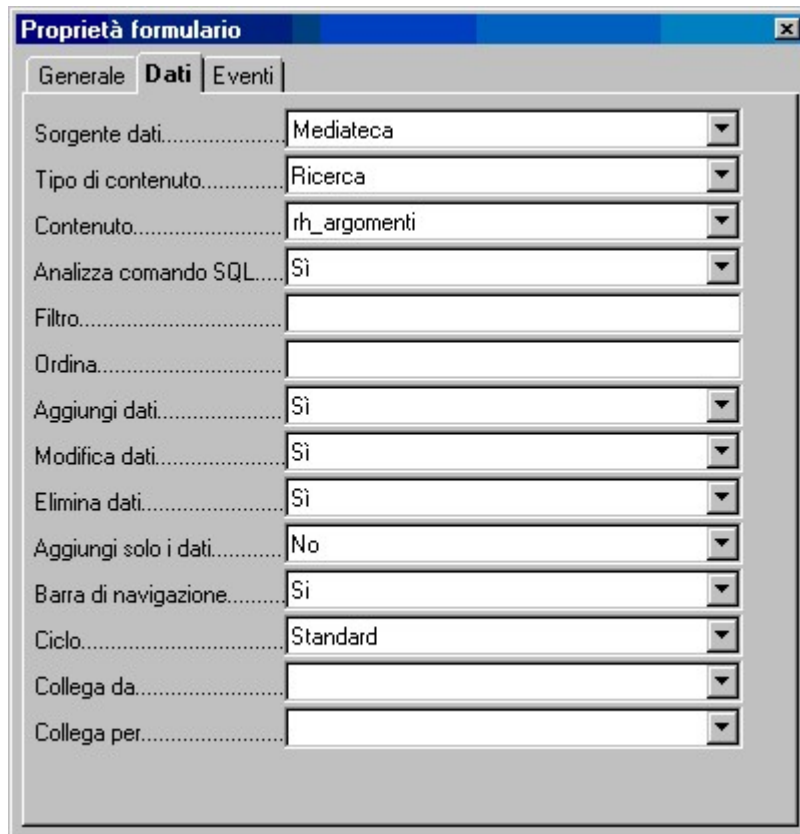 Proprietà formulario
Generale Dati Eventi
Sorgente dati..................... Mediateca
Tipo di contenuto............. Ricerca
Contenuto......................... rh_argomenti
Analizza comando SQL..... Sì
Filtro..................................
Ordina................................
Aggiungi dati..................... Sì
Modifica dati..................... Sì
Elimina dati....................... Sì
Aggiungi solo i dati............ No
Barra di navigazione......... Si
Ciclo.................................. Standard
Collega da.........................
Collega per........................